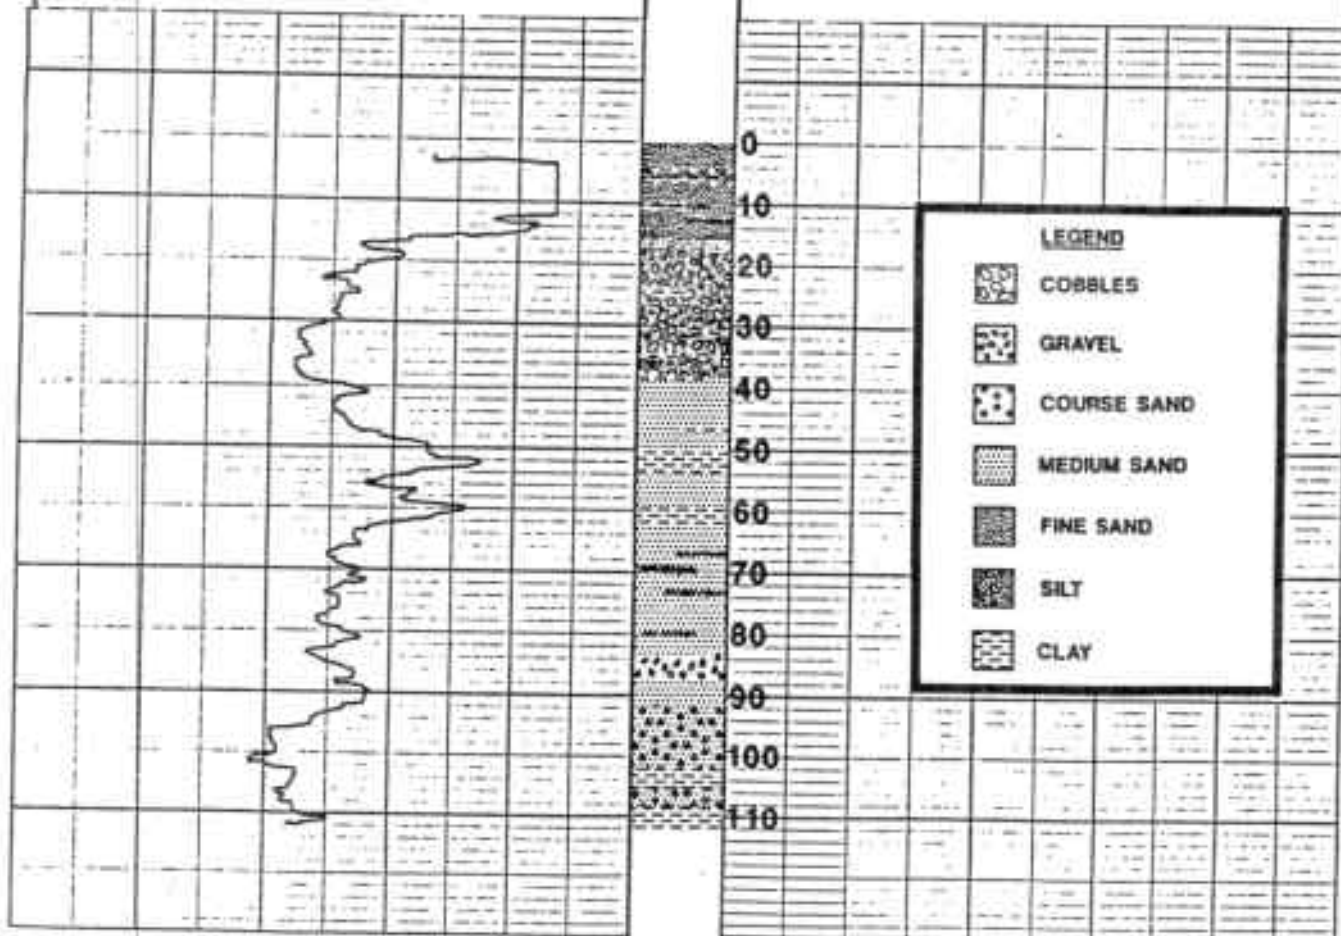 0
10
20
30
40
50
60
70
80
90
100
110
LEGEND
COBBLES
GRAVEL
COURSE SAND
MEDIUM SAND
FINE SAND
SILT
CLAY